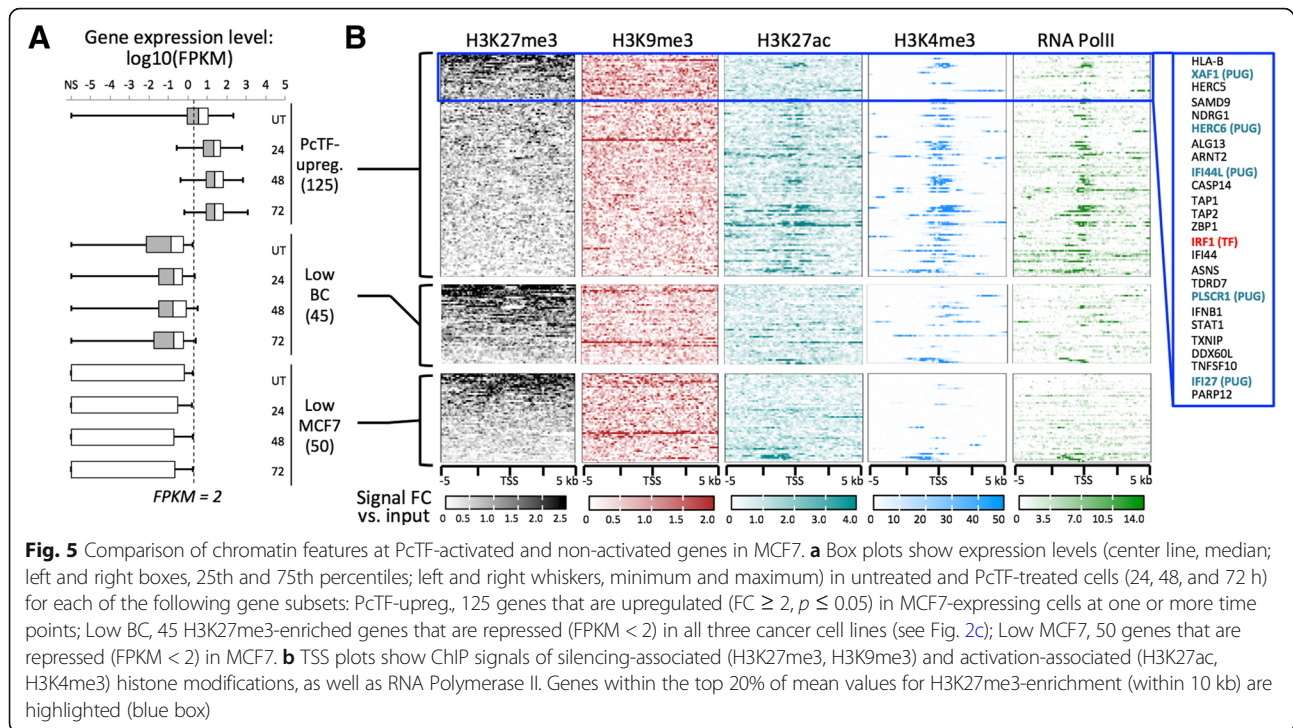 A
Gene expression level:
log10(FPKM)
NS -5 -4 -3 -2 -1 0 1 2 3 4 5
UT
24
48
72
PcTF-
upreg.
(125)
UT
24
48
72
Low
BC
(45)
UT
24
48
72
Low
MCF7
(50)
FPKM = 2
B
H3K27me3 H3K9me3 H3K27ac H3K4me3 RNA PolII
HLA-B
XAF1 (PUG)
HERC5
SAMD9
NDRG1
HERC6 (PUG)
ALG13
ARNT2
IFI44L (PUG)
CASP14
TAP1
TAP2
ZBP1
IRF1 (TF)
IFI44
ASNS
TDRD7
PLSCR1 (PUG)
IFNB1
STAT1
TXNIP
DDX60L
TNFSF10
IFI27 (PUG)
PARP12
-5 TSS 5 kb -5 TSS 5 kb -5 TSS 5 kb -5 TSS 5 kb -5 TSS 5 kb
Signal FC
vs. input
0 0.5 1.5 2.0 2.5
0 0.5 1.5 2.0
0 1.0 2.0 3.0 4.0
0 10 20 30 40 50
0 3.5 7.0 10.5 14.0
Fig. 5 Comparison of chromatin features at PcTF-activated and non-activated genes in MCF7. a Box plots show expression levels (center line, median;
left and right boxes, 25th and 75th percentiles; left and right whiskers, minimum and maximum) in untreated and PcTF-treated cells (24, 48, and 72 h)
for each of the following gene subsets: PcTF-upreg., 125 genes that are upregulated (FC ≥ 2, p ≤ 0.05) in MCF7-expressing cells at one or more time
points; Low BC, 45 H3K27me3-enriched genes that are repressed (FPKM < 2) in all three cancer cell lines (see Fig. 2c); Low MCF7, 50 genes that are
repressed (FPKM < 2) in MCF7. b TSS plots show ChIP signals of silencing-associated (H3K27me3, H3K9me3) and activation-associated (H3K27ac,
H3K4me3) histone modifications, as well as RNA Polymerase II. Genes within the top 20% of mean values for H3K27me3-enrichment (within 10 kb) are
highlighted (blue box)